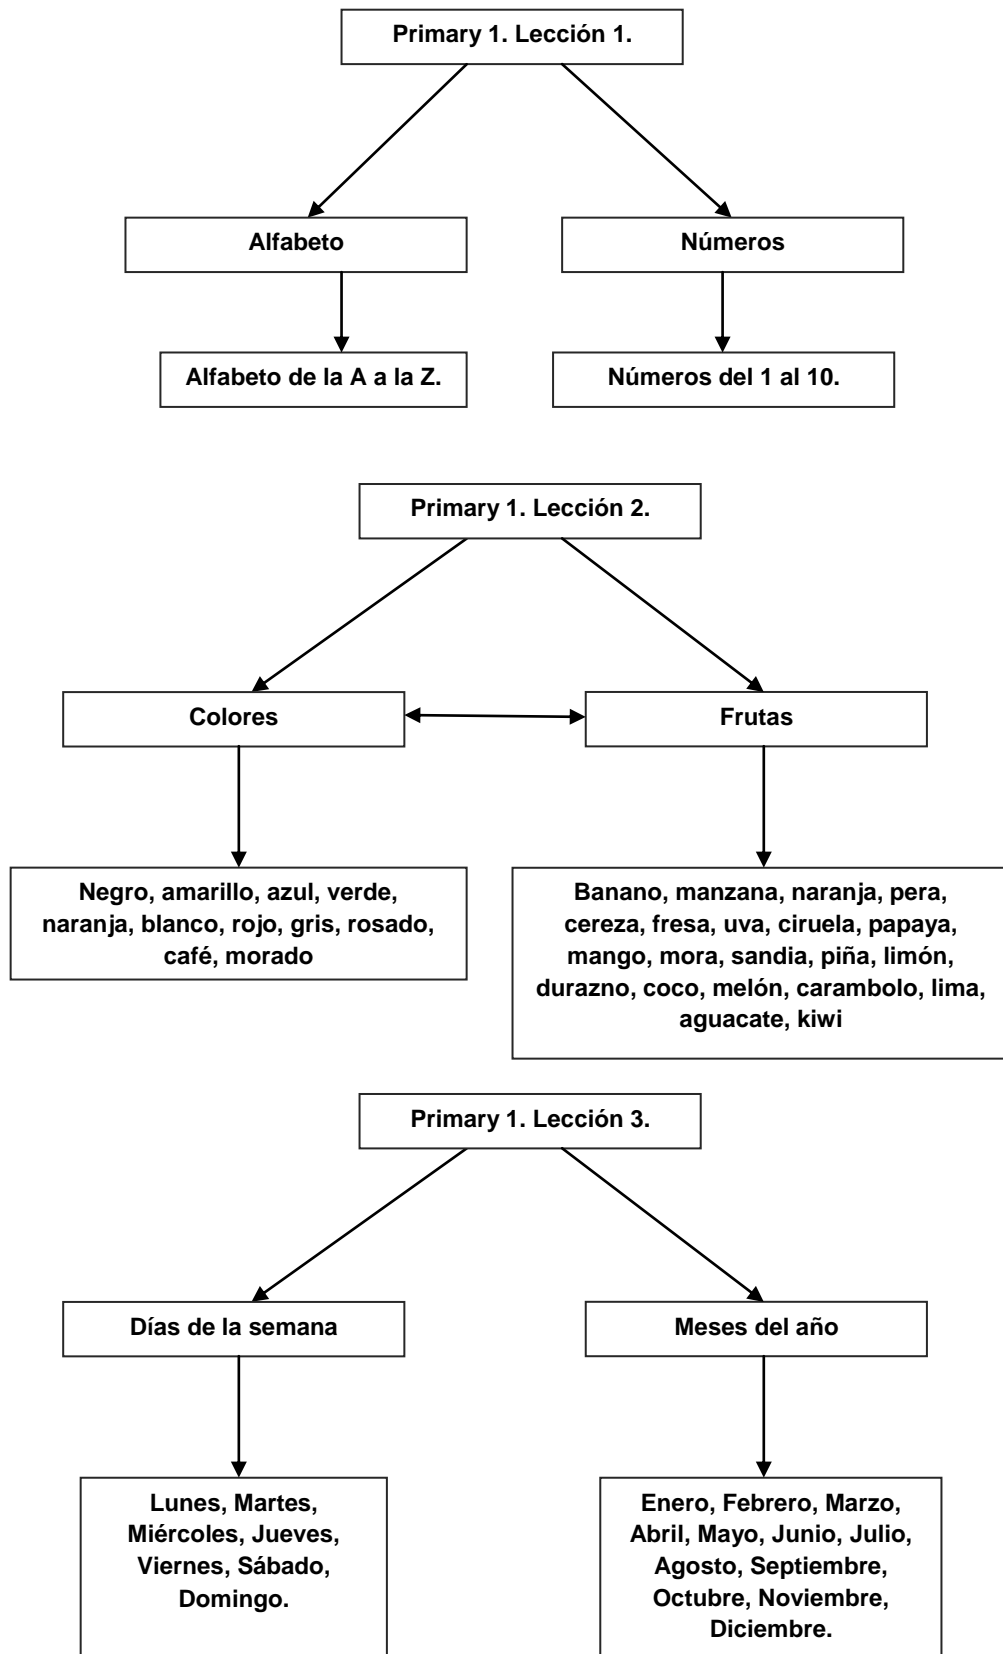 Primary 1. Lección 1.
Alfabeto
Números
Alfabeto de la A a la Z.
Números del 1 al 10.
Primary 1. Lección 2.
Colores
Frutas
Negro, amarillo, azul, verde,
naranja, blanco, rojo, gris, rosado,
café, morado
Banano, manzana, naranja, pera,
cereza, fresa, uva, ciruela, papaya,
mango, mora, sandia, piña, limón,
durazno, coco, melón, carambolo, lima,
aguacate, kiwi
Primary 1. Lección 3.
Días de la semana
Meses del año
Lunes, Martes,
Miércoles, Jueves,
Viernes, Sábado,
Domingo.
Enero, Febrero, Marzo,
Abril, Mayo, Junio, Julio,
Agosto, Septiembre,
Octubre, Noviembre,
Diciembre.